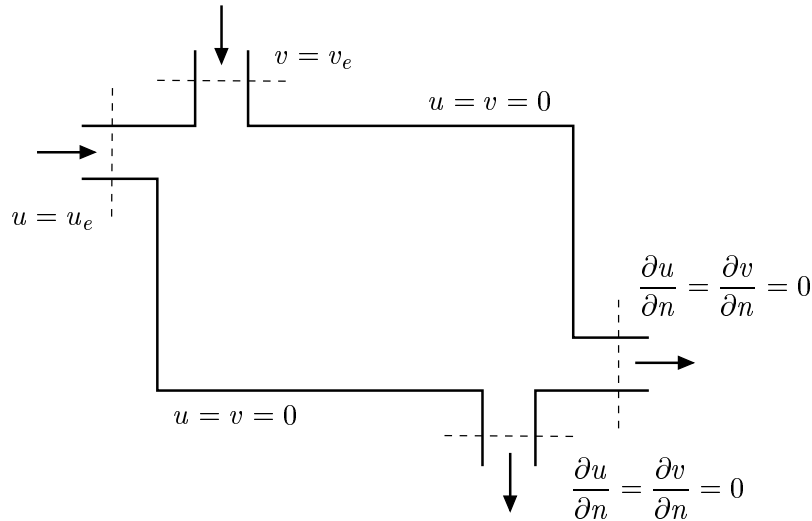 v = v_e
u = v = 0
u = u_e
∂u/∂n = ∂v/∂n = 0
u = v = 0
∂u/∂n = ∂v/∂n = 0